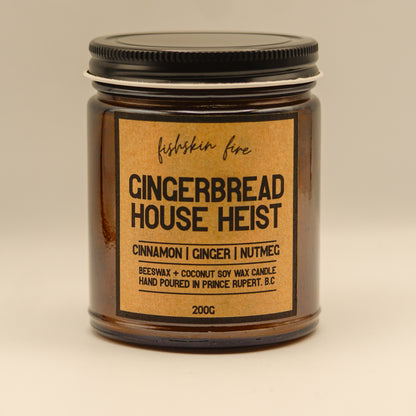 fishskin fire
GINGERBREAD
HOUSE HEIST
CINNAMON | GINGER | NUTMEG
BEESWAX + COCONUT SOY WAX CANDLE
HAND POURED IN PRINCE RUPERT, B.C
200G